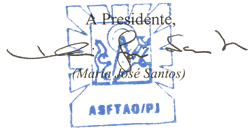 A Presidente,
(Maria José Santos)
ASFTAO/PJ